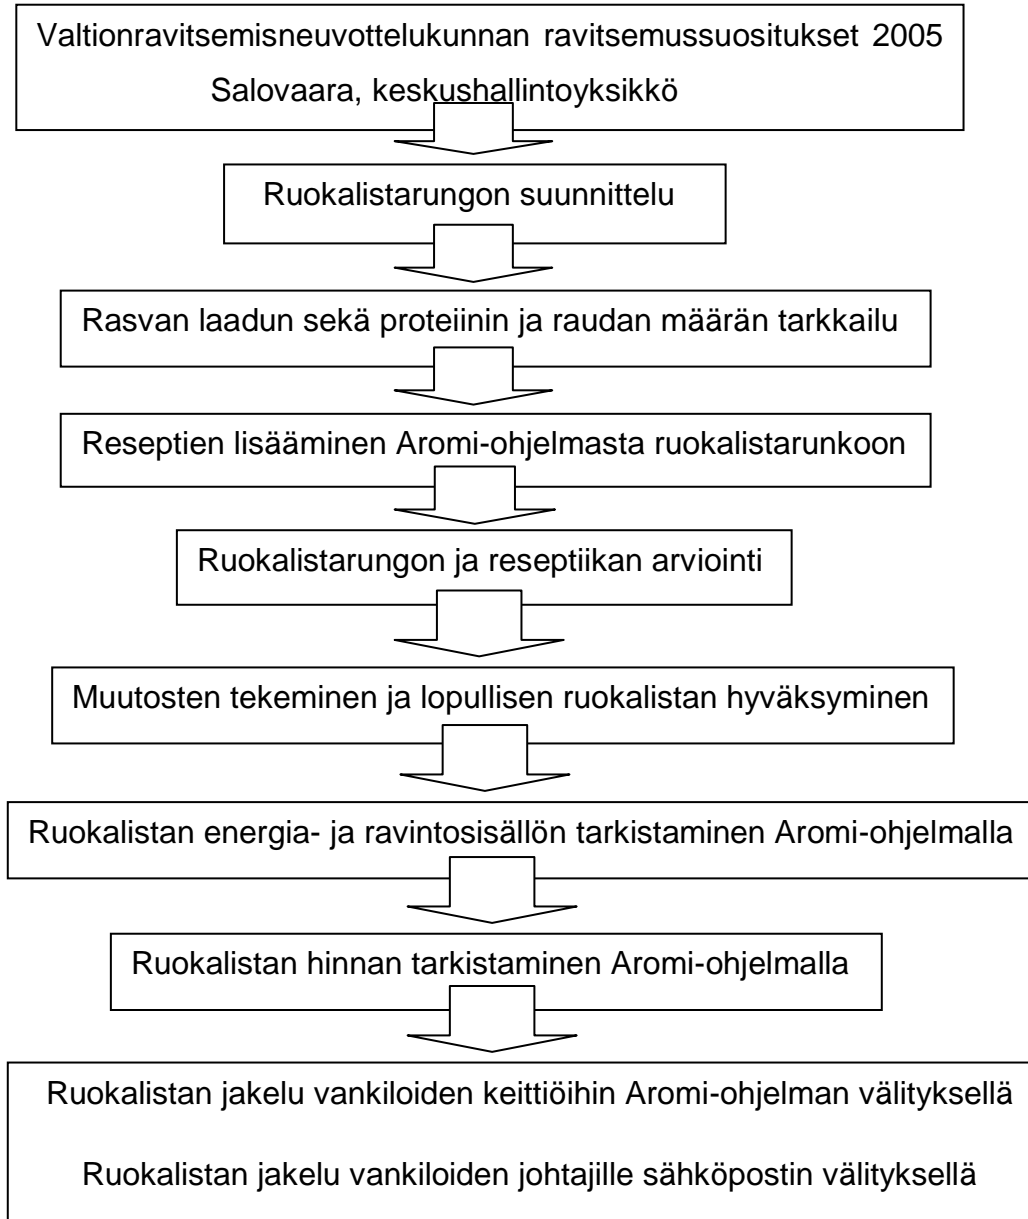 Valtionravitsemisneuvottelukunnan ravitsemussuositukset 2005
Salovaara, keskushallintoyksikkö
Ruokalistarungon suunnittelu
Rasvan laadun sekä proteiinin ja raudan määrän tarkkailu
Reseptien lisääminen Aromi-ohjelmasta ruokalistarunkoon
Ruokalistarungon ja reseptiikan arviointi
Muutosten tekeminen ja lopullisen ruokalistan hyväksyminen
Ruokalistan energia- ja ravintosisällön tarkistaminen Aromi-ohjelmalla
Ruokalistan hinnan tarkistaminen Aromi-ohjelmalla
Ruokalistan jakelu vankiloiden keittiöihin Aromi-ohjelman välityksellä
Ruokalistan jakelu vankiloiden johtajille sähköpostin välityksellä